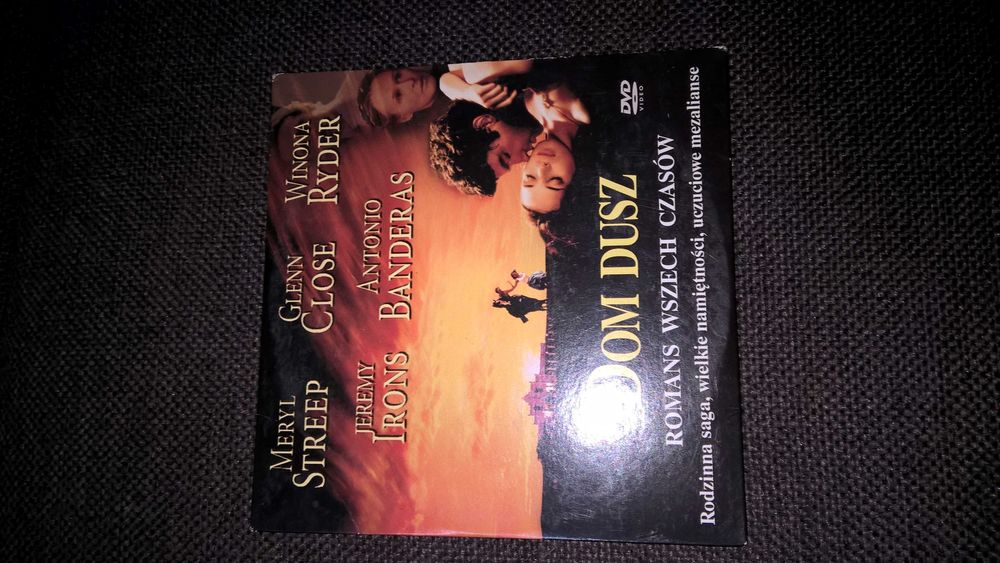 MERYL STREEP
GLENN CLOSE
WINONA RYDER
JEREMY IRONS
ANTONIO BANDERAS
DVD
VIDEO
DOM DUSZ
ROMANS WSZECH CZASÓW
Rodzinna saga, wielkie namiętności, uczuciowe mezalianse